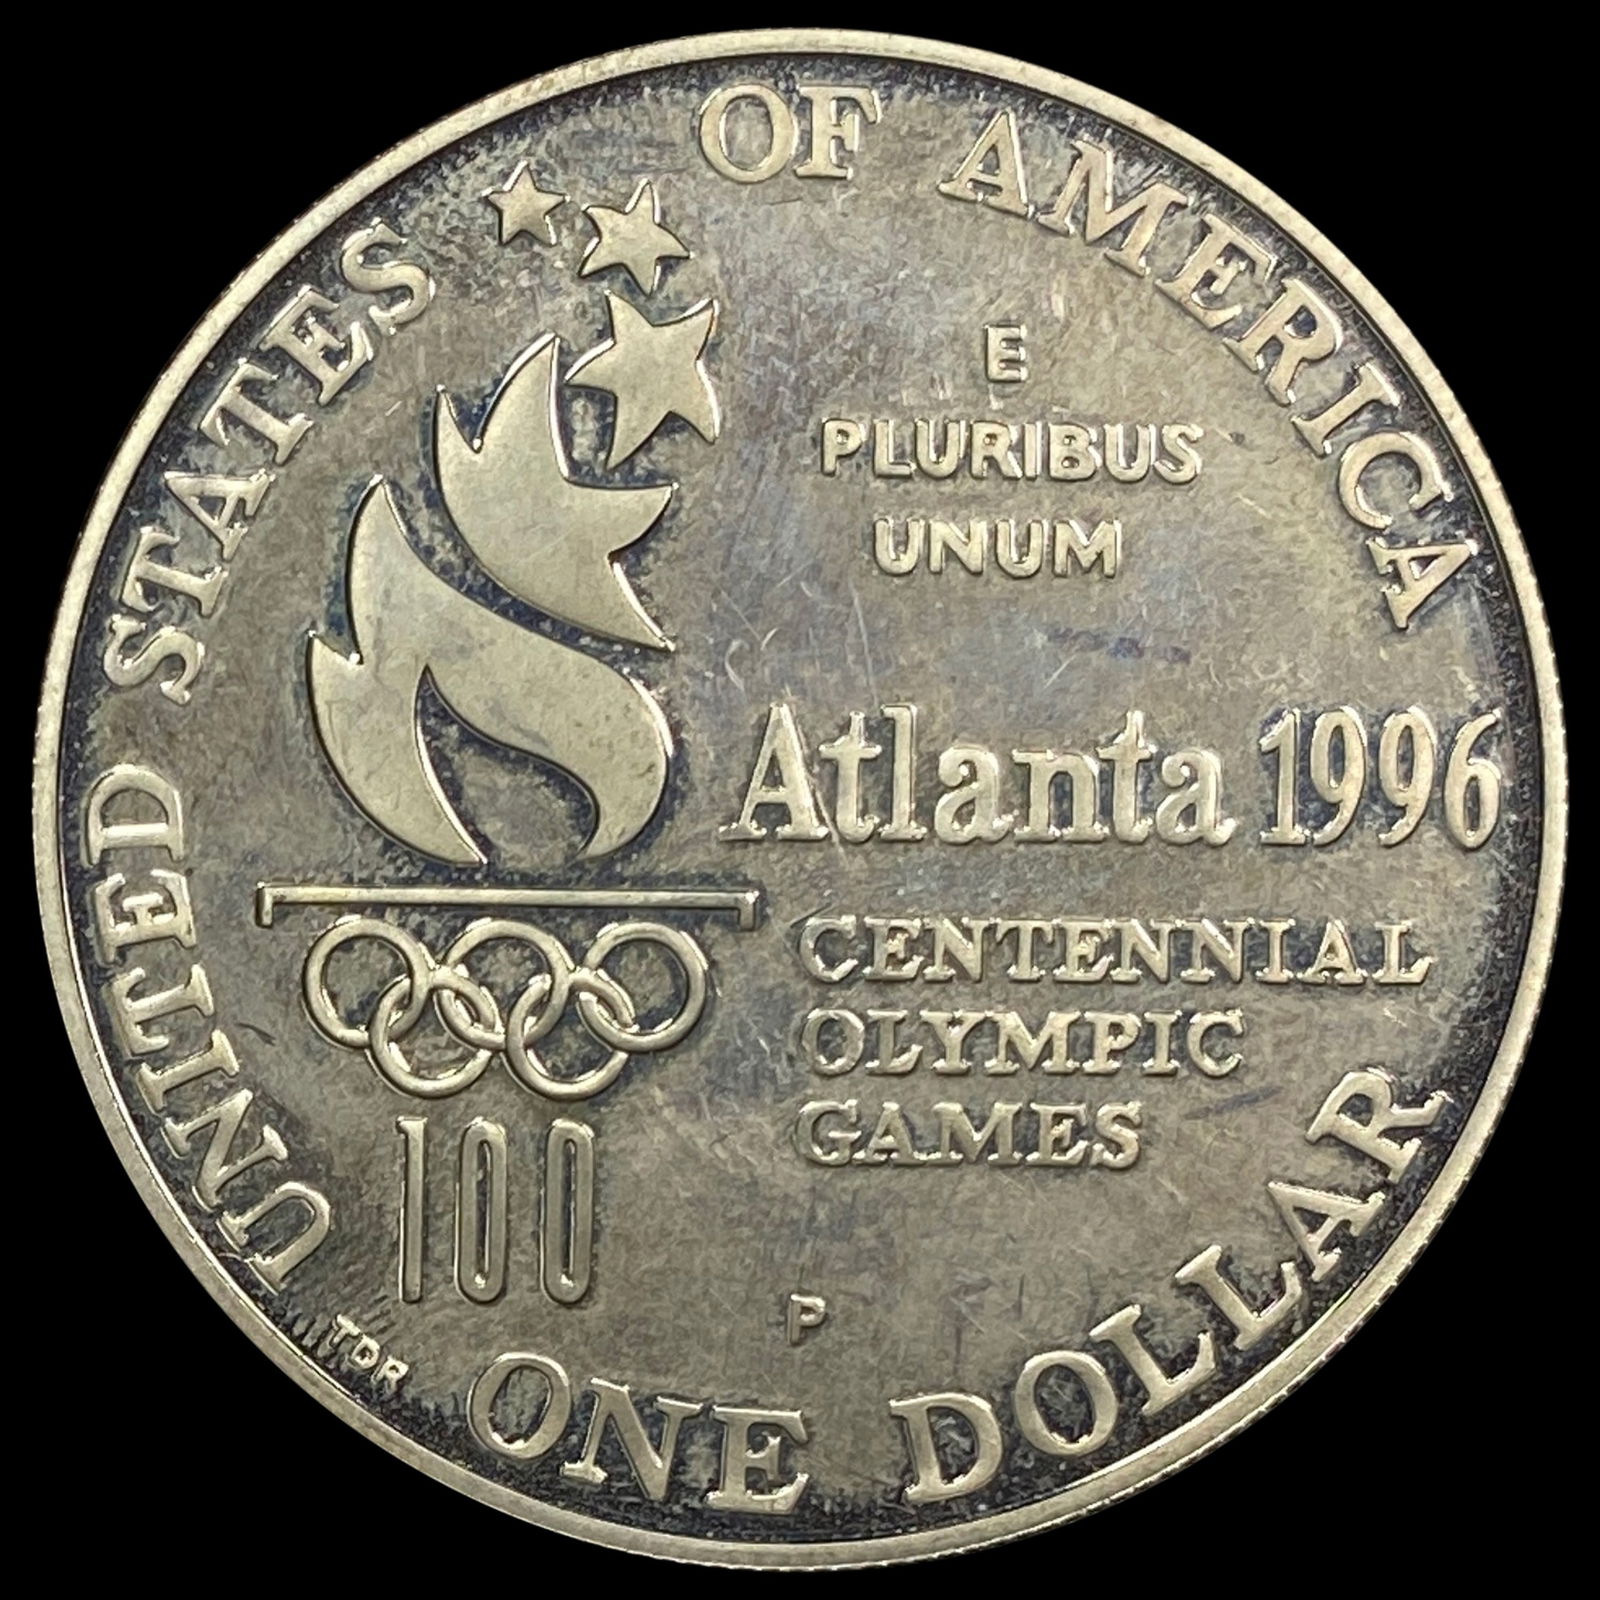 UNITED STATES OF AMERICA
E
PLURIBUS
UNUM
Atlanta 1996
CENTENNIAL
OLYMPIC
GAMES
100
P
TDR
ONE DOLLAR